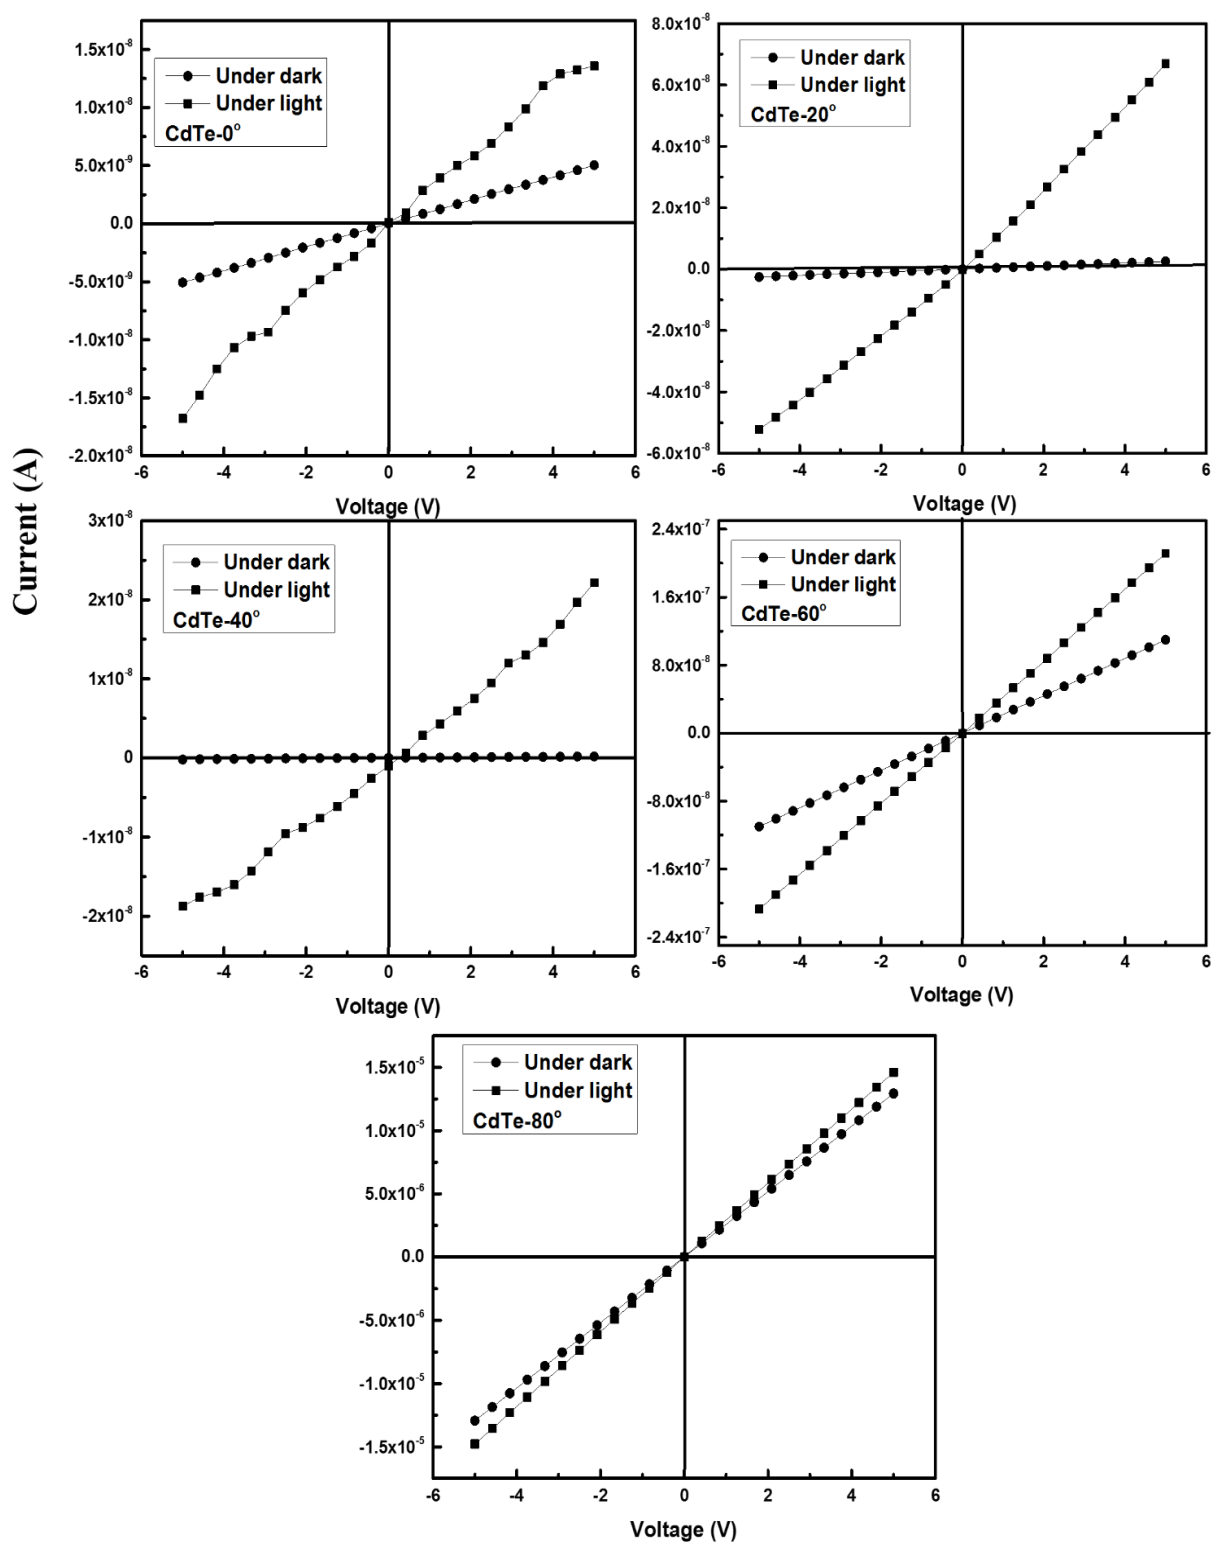 Current (A)
1.5x10⁻⁸
1.0x10⁻⁸
5.0x10⁻⁹
0.0
-5.0x10⁻⁹
-1.0x10⁻⁸
-1.5x10⁻⁸
-2.0x10⁻⁸
Under dark
Under light
CdTe-0°
-6 -4 -2 0 2 4 6
Voltage (V)
8.0x10⁻⁸
6.0x10⁻⁸
4.0x10⁻⁸
2.0x10⁻⁸
0.0
-2.0x10⁻⁸
-4.0x10⁻⁸
-6.0x10⁻⁸
Under dark
Under light
CdTe-20°
-6 -4 -2 0 2 4 6
Voltage (V)
3x10⁻⁸
2x10⁻⁸
1x10⁻⁸
0
-1x10⁻⁸
-2x10⁻⁸
Under dark
Under light
CdTe-40°
-6 -4 -2 0 2 4 6
Voltage (V)
2.4x10⁻⁷
1.6x10⁻⁷
8.0x10⁻⁸
0.0
-8.0x10⁻⁸
-1.6x10⁻⁷
-2.4x10⁻⁷
Under dark
Under light
CdTe-60°
-6 -4 -2 0 2 4 6
Voltage (V)
1.5x10⁻⁵
1.0x10⁻⁵
5.0x10⁻⁶
0.0
-5.0x10⁻⁶
-1.0x10⁻⁵
-1.5x10⁻⁵
Under dark
Under light
CdTe-80°
-6 -4 -2 0 2 4 6
Voltage (V)